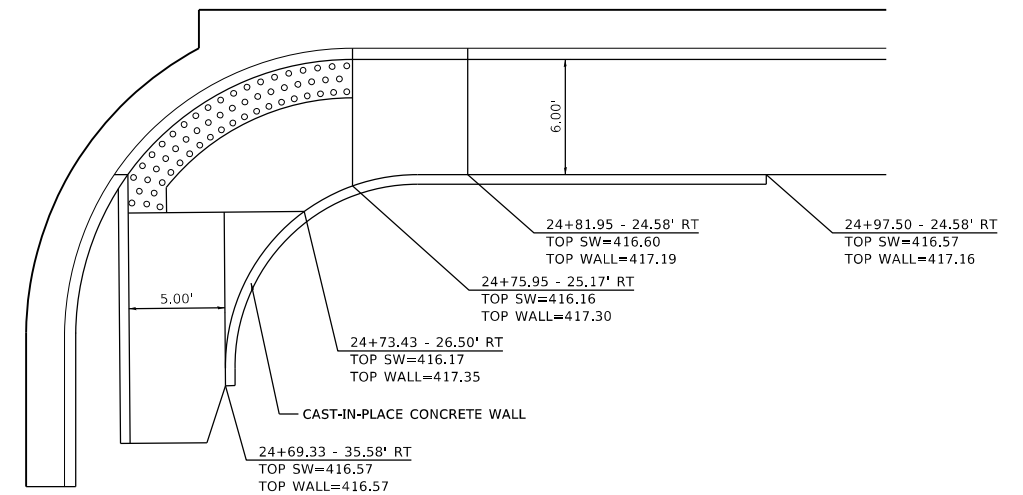 6.00'
24+81.95 - 24.58' RT
TOP SW=416.60
TOP WALL=417.19
24+97.50 - 24.58' RT
TOP SW=416.57
TOP WALL=417.16
24+75.95 - 25.17' RT
TOP SW=416.16
TOP WALL=417.30
5.00'
24+73.43 - 26.50' RT
TOP SW=416.17
TOP WALL=417.35
CAST-IN-PLACE CONCRETE WALL
24+69.33 - 35.58' RT
TOP SW=416.57
TOP WALL=416.57